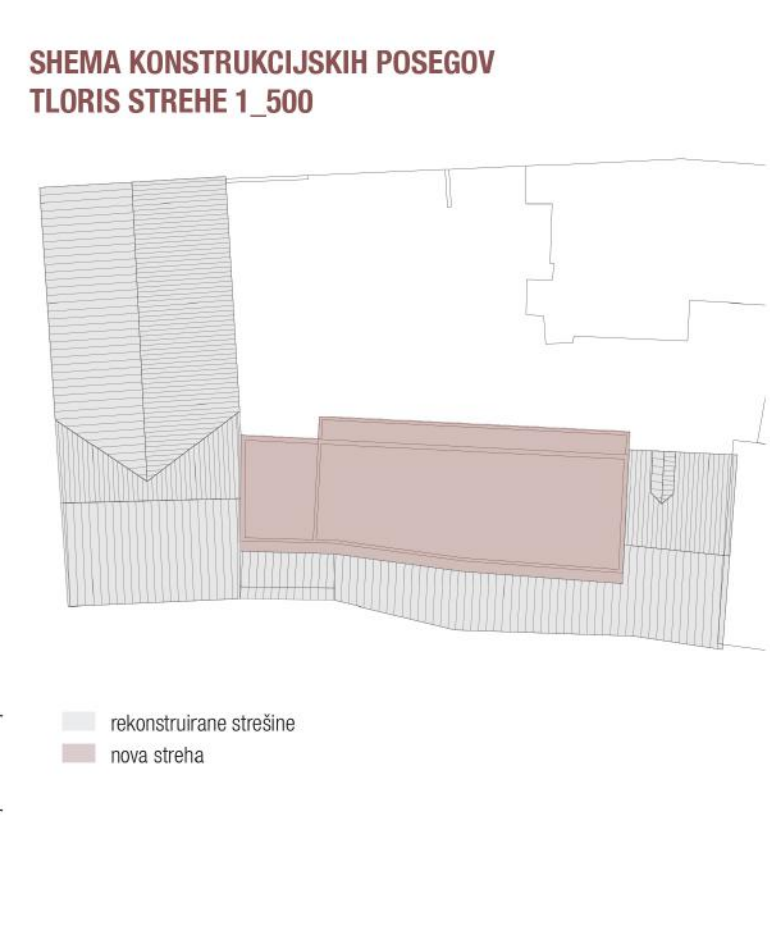 SHEMA KONSTRUKCIJSKIH POSEGOV
TLORIS STREHE 1_500
rekonstruirane strešine
nova streha